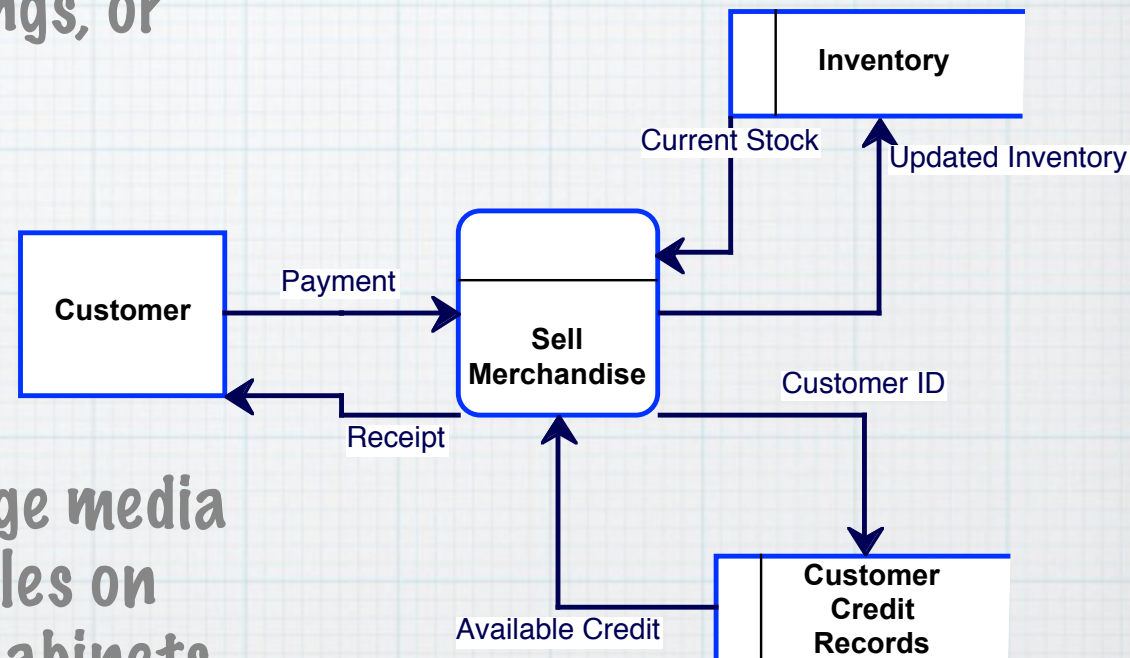 ngs, or
Inventory
Current Stock
Updated Inventory
Payment
Customer
Sell
Merchandise
Customer ID
Receipt
ge media
les on
abinets
Customer
Credit
Records
Available Credit